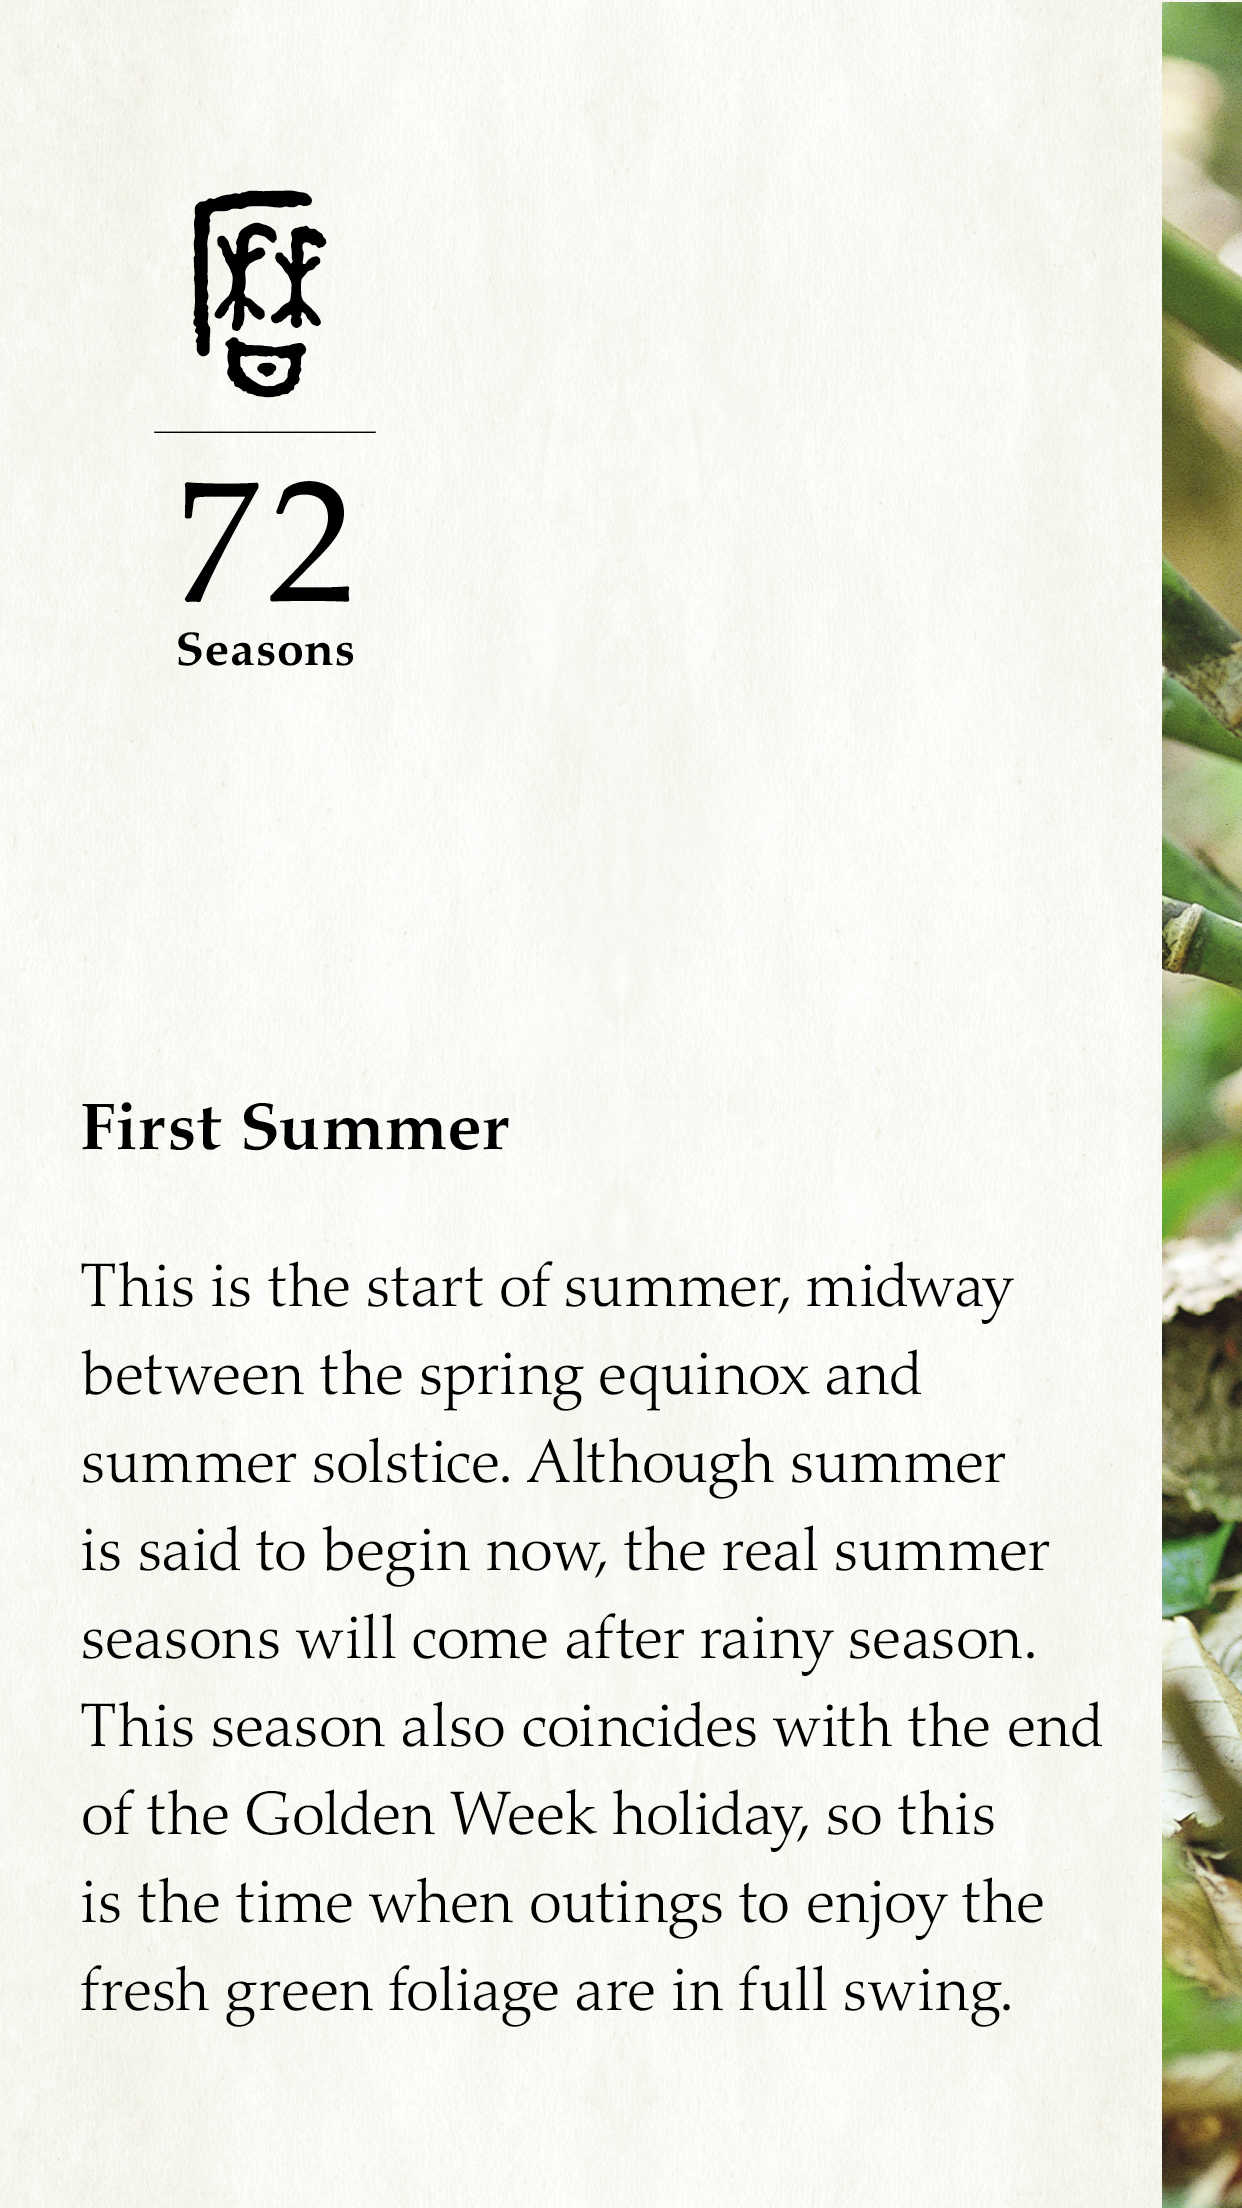 72
Seasons
First Summer
This is the start of summer, midway
between the spring equinox and
summer solstice. Although summer
is said to begin now, the real summer
seasons will come after rainy season.
This season also coincides with the end
of the Golden Week holiday, so this
is the time when outings to enjoy the
fresh green foliage are in full swing.